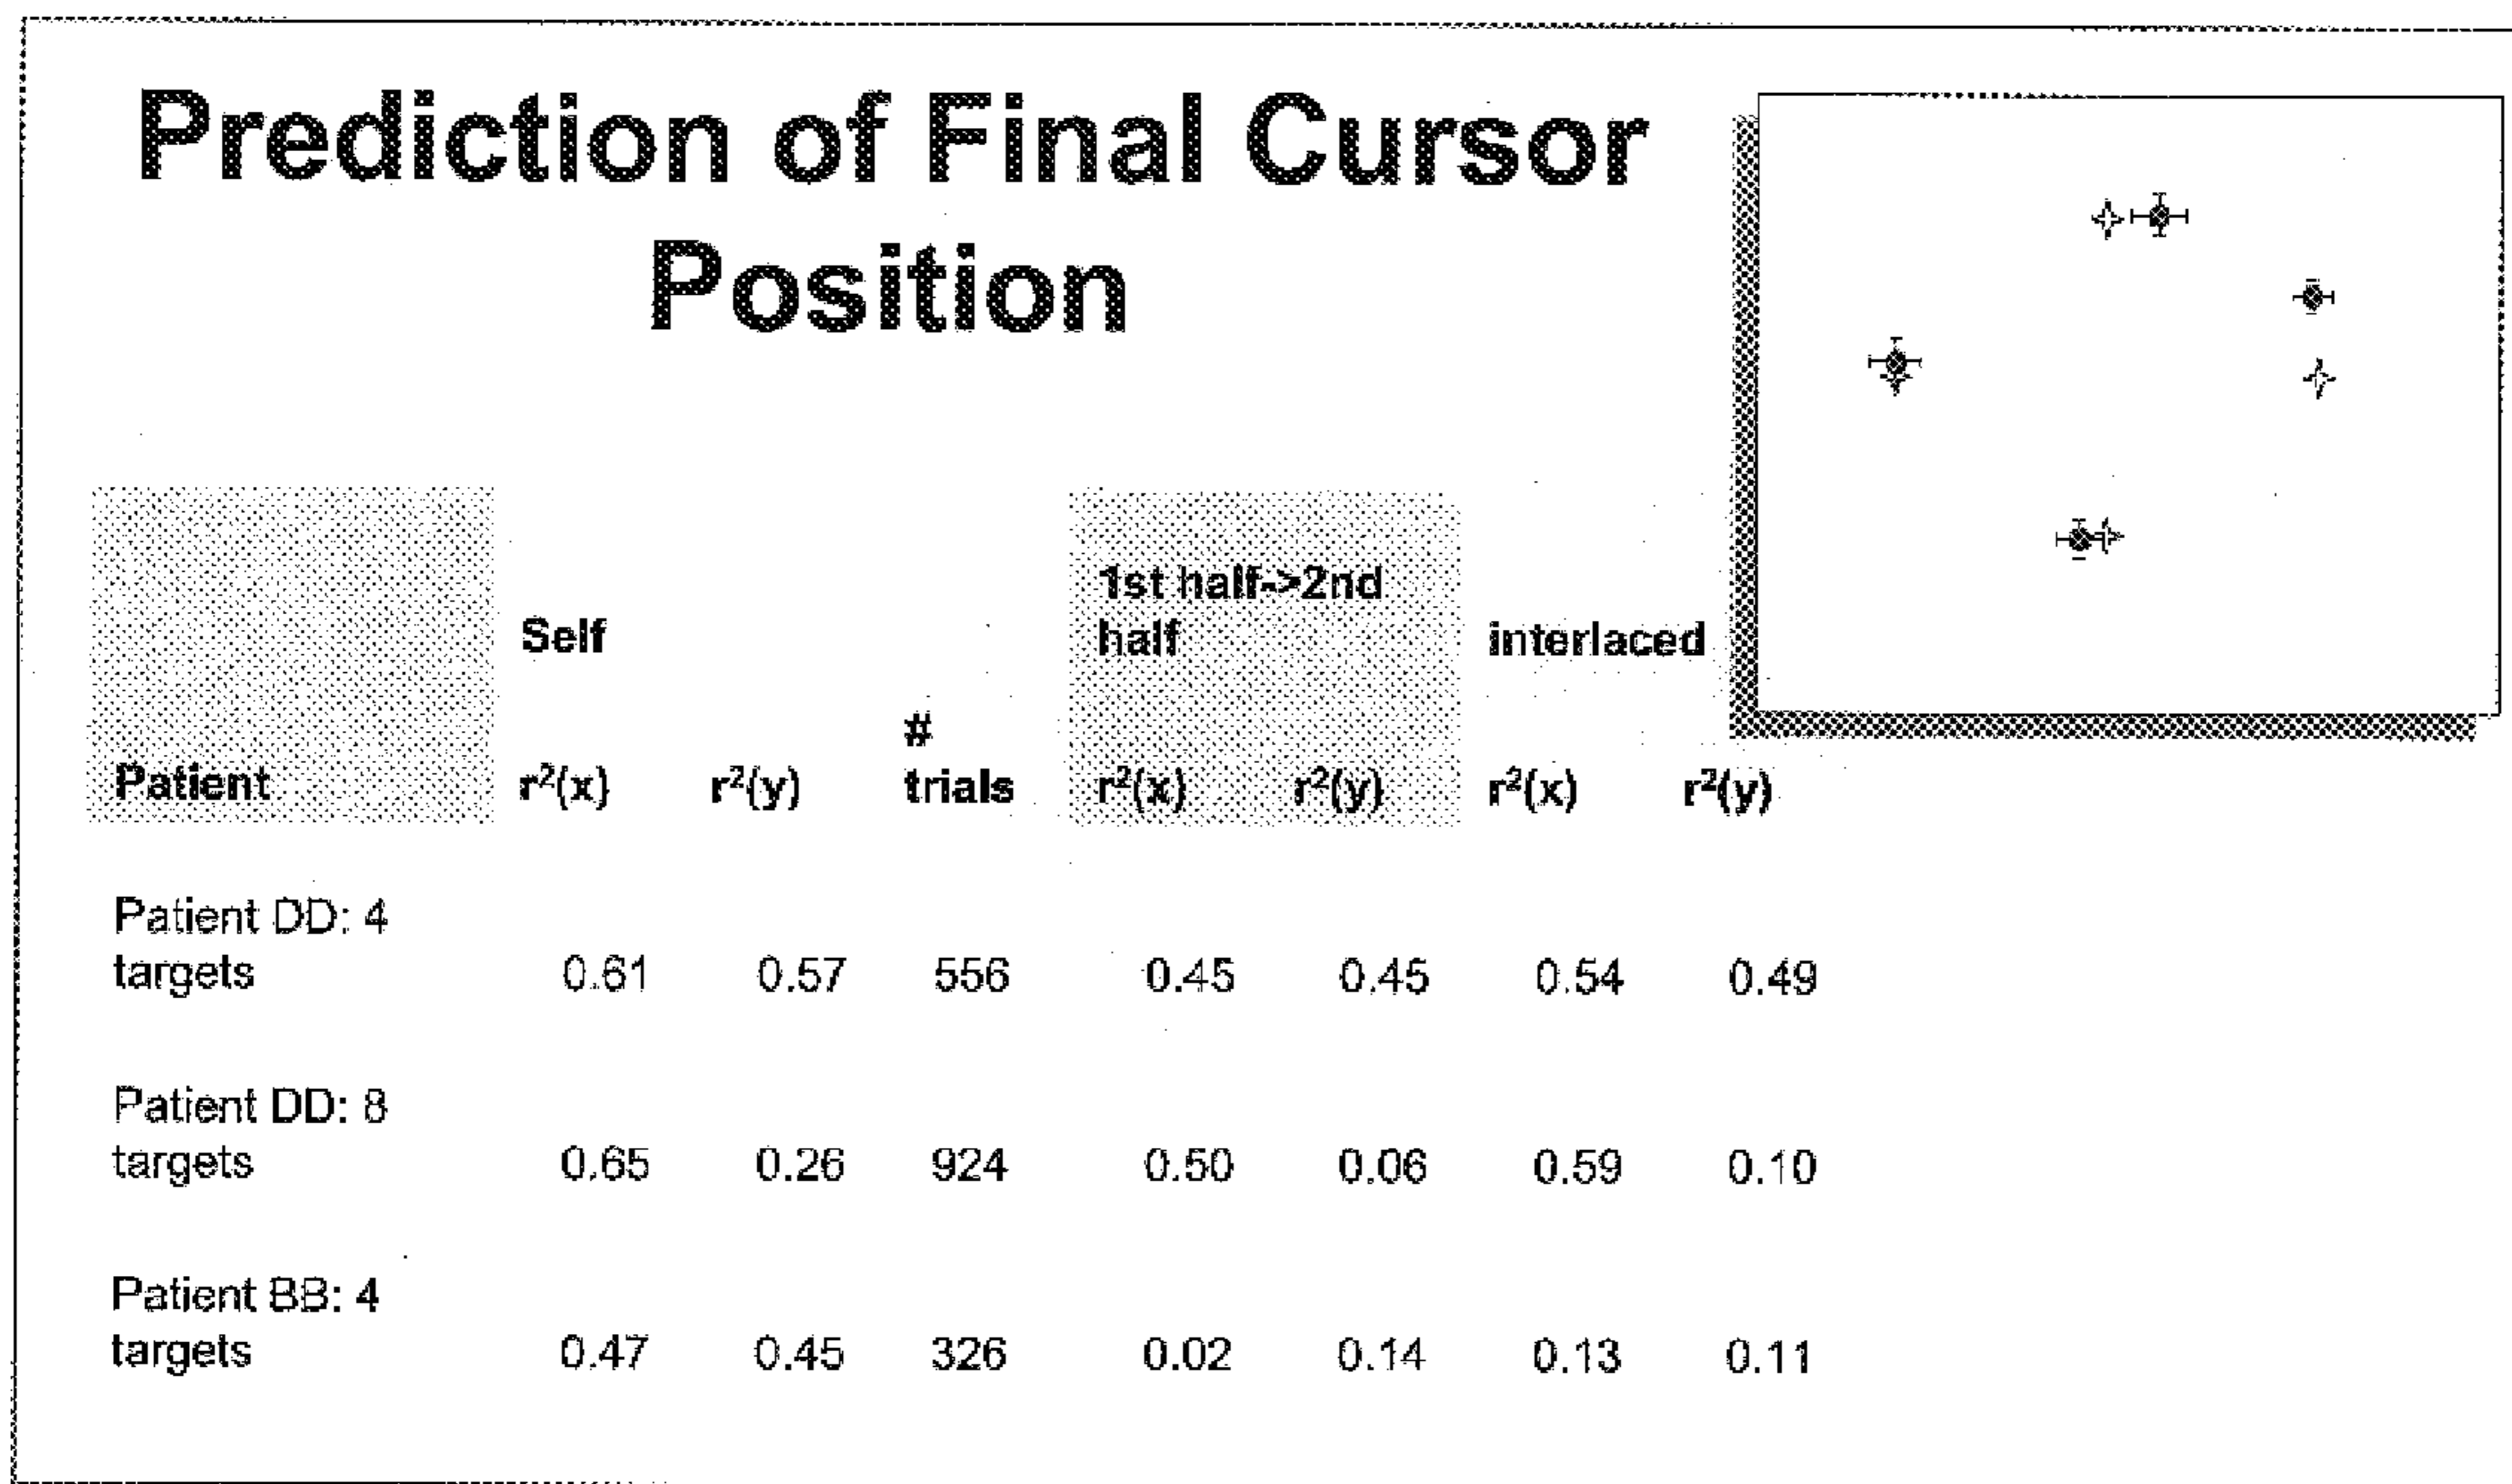 Prediction of Final Cursor
Position
1st half->2nd
Self half interlaced
#
Patient r²(x) r²(y) trials r²(x) r²(y) r²(x) r²(y)
Patient DD: 4
targets 0.61 0.57 556 0.45 0.45 0.54 0.49
Patient DD: 8
targets 0.65 0.26 924 0.50 0.06 0.59 0.10
Patient BB: 4
targets 0.47 0.45 326 0.02 0.14 0.13 0.11